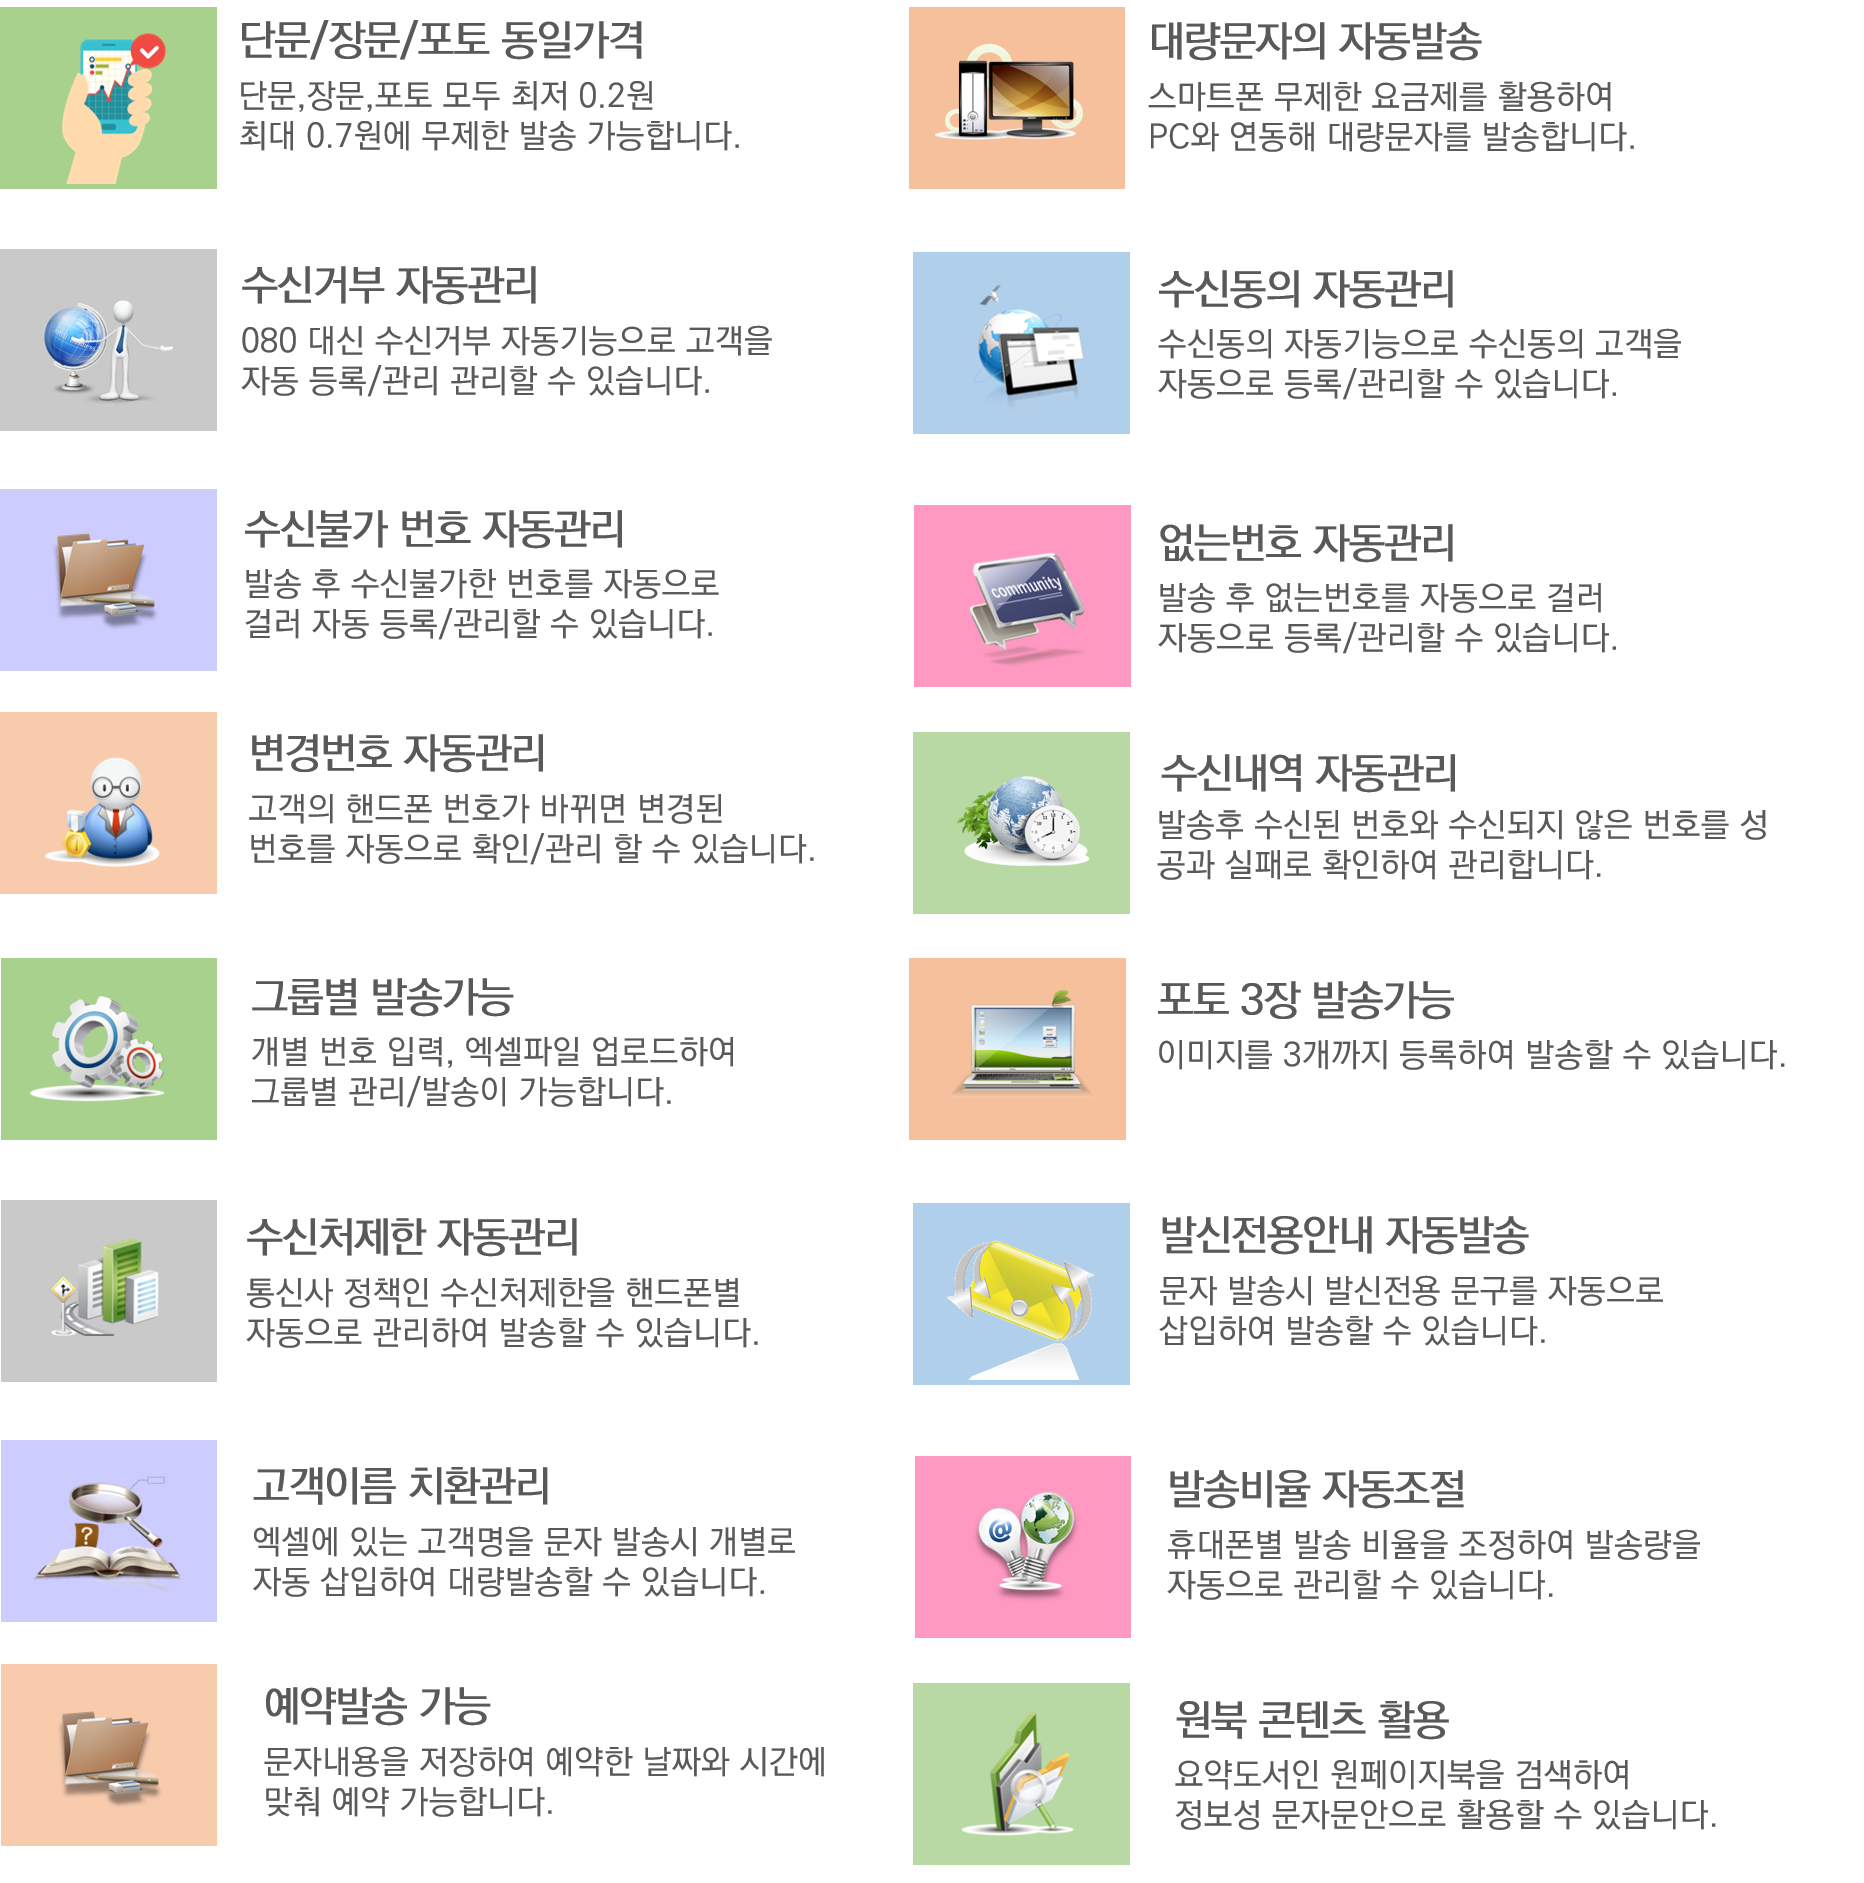 단문/장문/포토 동일가격
단문,장문,포토 모두 최저 0.2원
최대 0.7원에 무제한 발송 가능합니다.
대량문자의 자동발송
스마트폰 무제한 요금제를 활용하여
PC와 연동해 대량문자를 발송합니다.
수신거부 자동관리
080 대신 수신거부 자동기능으로 고객을
자동 등록/관리 관리할 수 있습니다.
수신동의 자동관리
수신동의 자동기능으로 수신동의 고객을
자동으로 등록/관리할 수 있습니다.
수신불가 번호 자동관리
발송 후 수신불가한 번호를 자동으로
걸러 자동 등록/관리할 수 있습니다.
community
없는번호 자동관리
발송 후 없는번호를 자동으로 걸러
자동으로 등록/관리할 수 있습니다.
변경번호 자동관리
고객의 핸드폰 번호가 바뀌면 변경된
번호를 자동으로 확인/관리 할 수 있습니다.
수신내역 자동관리
발송후 수신된 번호와 수신되지 않은 번호를 성
공과 실패로 확인하여 관리합니다.
그룹별 발송가능
개별 번호 입력, 엑셀파일 업로드하여
그룹별 관리/발송이 가능합니다.
포토 3장 발송가능
이미지를 3개까지 등록하여 발송할 수 있습니다.
수신처제한 자동관리
통신사 정책인 수신처제한을 핸드폰별
자동으로 관리하여 발송할 수 있습니다.
발신전용안내 자동발송
문자 발송시 발신전용 문구를 자동으로
삽입하여 발송할 수 있습니다.
?
고객이름 치환관리
엑셀에 있는 고객명을 문자 발송시 개별로
자동 삽입하여 대량발송할 수 있습니다.
@
발송비율 자동조절
휴대폰별 발송 비율을 조정하여 발송량을
자동으로 관리할 수 있습니다.
예약발송 가능
문자내용을 저장하여 예약한 날짜와 시간에
맞춰 예약 가능합니다.
원북 콘텐츠 활용
요약도서인 원페이지북을 검색하여
정보성 문자문안으로 활용할 수 있습니다.